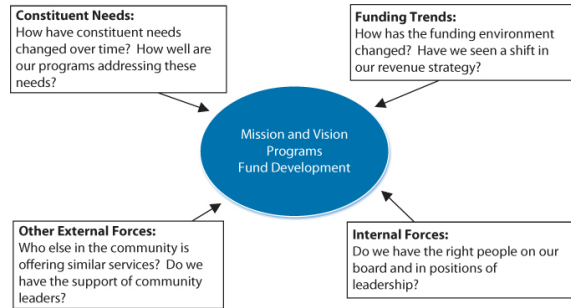 Constituent Needs:
How have constituent needs
changed over time?  How well are
our programs addressing these
needs?
Funding Trends:
How has the funding environment
changed?  Have we seen a shift in
our revenue strategy?
Mission and Vision
Programs
Fund Development
Other External Forces:
Who else in the community is
offering similar services?  Do we
have the support of community
leaders?
Internal Forces:
Do we have the right people on our
board and in positions of
leadership?